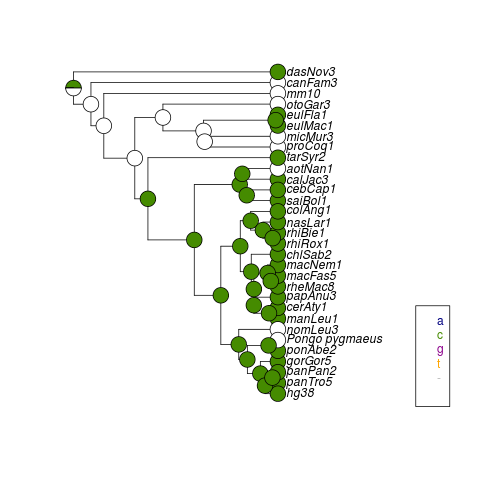 dasNov3
canFam3
mm10
otoGar3
eulFla1
eulMac1
micMur3
proCoq1
tarSyr2
aotNan1
calJac3
cebCap1
saiBol1
colAng1
nasLar1
rhiBie1
rhiRox1
chlSab2
macNem1
macFas5
rheMac8
papAnu3
cerAty1
manLeu1
nomLeu3
Pongo pygmaeus
ponAbe2
gorGor5
panPan2
panTro5
hg38
a
c
g
t
-